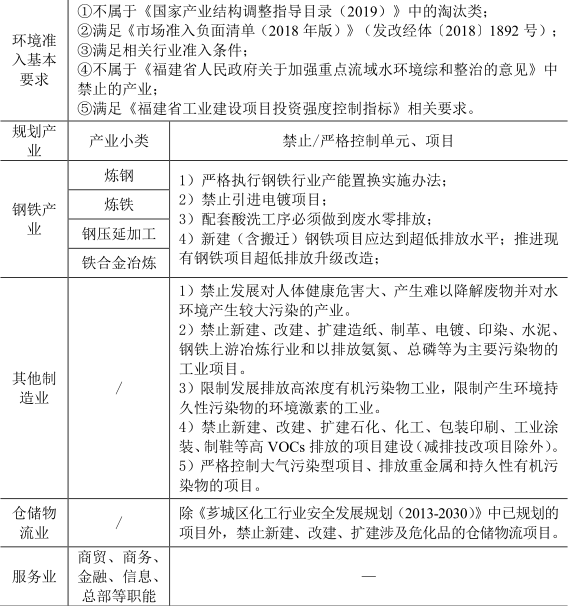 环境准
入基本
要求
①不属于《国家产业结构调整指导目录（2019）》中的淘汰类；
②满足《市场准入负面清单（2018 年版）》（发改经体〔2018〕1892 号）；
③满足相关行业准入条件；
④不属于《福建省人民政府关于加强重点流域水环境综和整治的意见》中
禁止的产业；
⑤满足《福建省工业建设项目投资强度控制指标》相关要求。
规划产
业
产业小类
禁止/严格控制单元、项目
钢铁产
业
炼钢
炼铁
钢压延加工
铁合金冶炼
1）严格执行钢铁行业产能置换实施办法；
2）禁止引进电镀项目；
3）配套酸洗工序必须做到废水零排放；
4）新建（含搬迁）钢铁项目应达到超低排放水平；推进现
有钢铁项目超低排放升级改造；
其他制
造业
/
1）禁止发展对人体健康危害大、产生难以降解废物并对水
环境产生较大污染的产业。
2）禁止新建、改建、扩建造纸、制革、电镀、印染、水泥、
钢铁上游冶炼行业和以排放氨氮、总磷等为主要污染物的
工业项目。
3）限制发展排放高浓度有机污染物工业，限制产生环境持
久性污染物的环境激素的工业。
4）禁止新建、改建、扩建石化、化工、包装印刷、工业涂
装、制鞋等高 VOCs 排放的项目建设（减排技改项目除外）。
5）严格控制大气污染型项目、排放重金属和持久性有机污
染物的项目。
仓储物
流业
/
除《芗城区化工行业安全发展规划（2013-2030）》中已规划的
项目外，禁止新建、改建、扩建涉及危化品的仓储物流项目。
服务业
商贸、商务、
金融、信息、
总部等职能
—